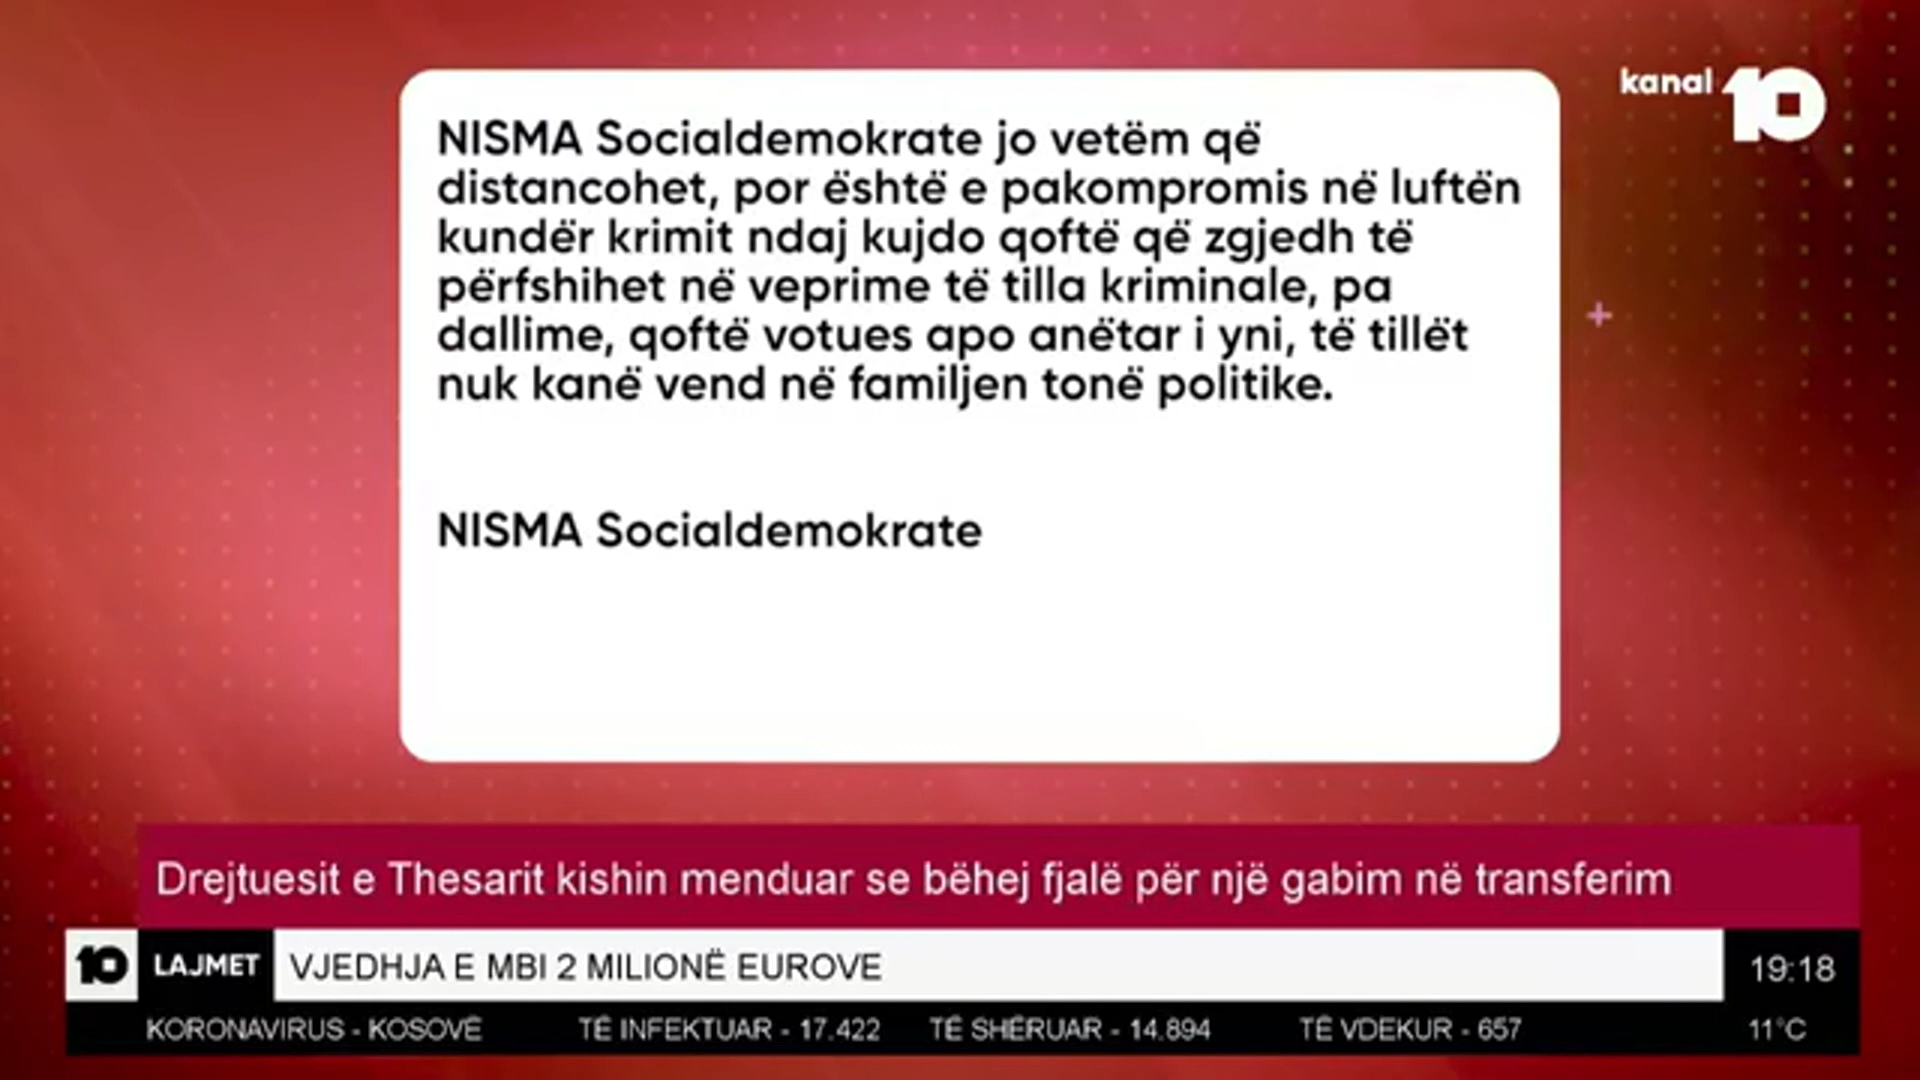 kanal 10
NISMA Socialdemokrate jo vetëm që
distancohet, por është e pakompromis në luftën
kundër krimit ndaj kujdo qoftë që zgjedh të
përfshihet në veprime të tilla kriminale, pa
dallime, qoftë votues apo anëtar i yni, të tillët
nuk kanë vend në familjen tonë politike.
NISMA Socialdemokrate
Drejtuesit e Thesarit kishin menduar se bëhej fjalë për një gabim në transferim
10 LAJMET VJEDHJA E MBI 2 MILIONË EUROVE 19:18
KORONAVIRUS - KOSOVË TË INFEKTUAR - 17.422 TË SHËRUAR - 14.894 TË VDEKUR - 657 11°C